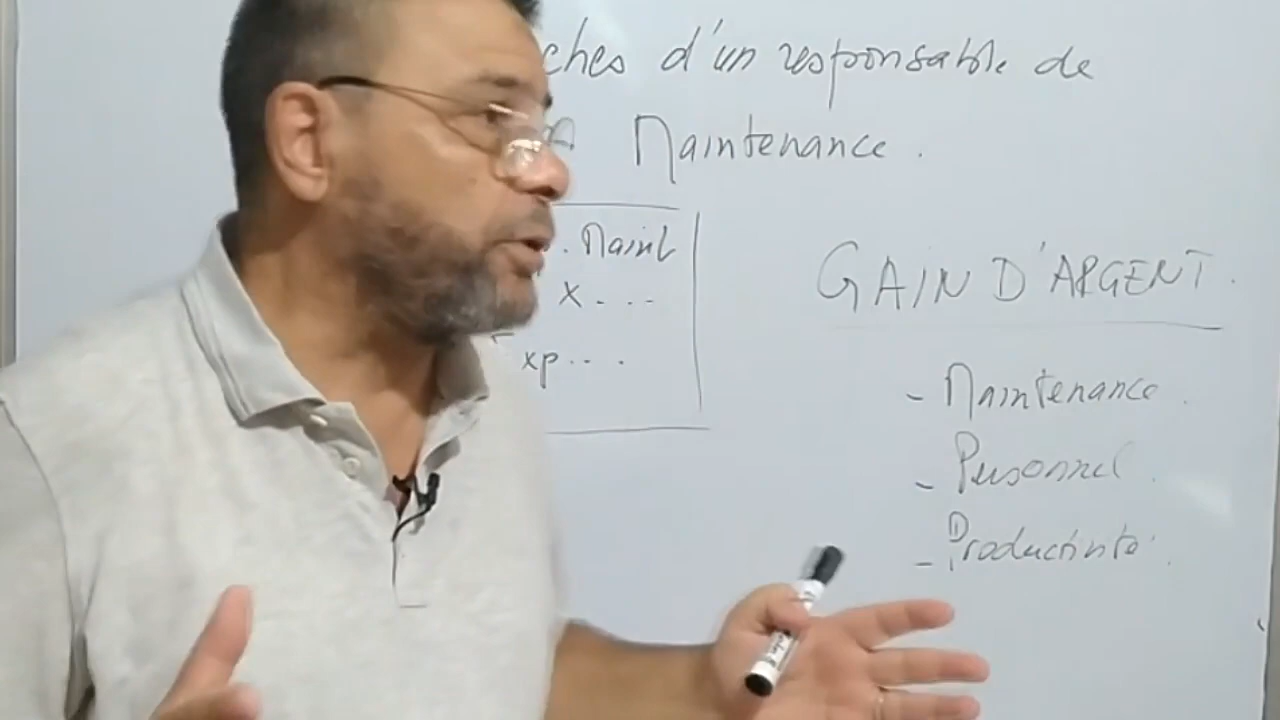 ches d'un responsable de
Maintenance.
. Maint
X - - -
xp - - .
GAIN D'ARGENT.
- Maintenance.
- Personnel.
- Productivité.